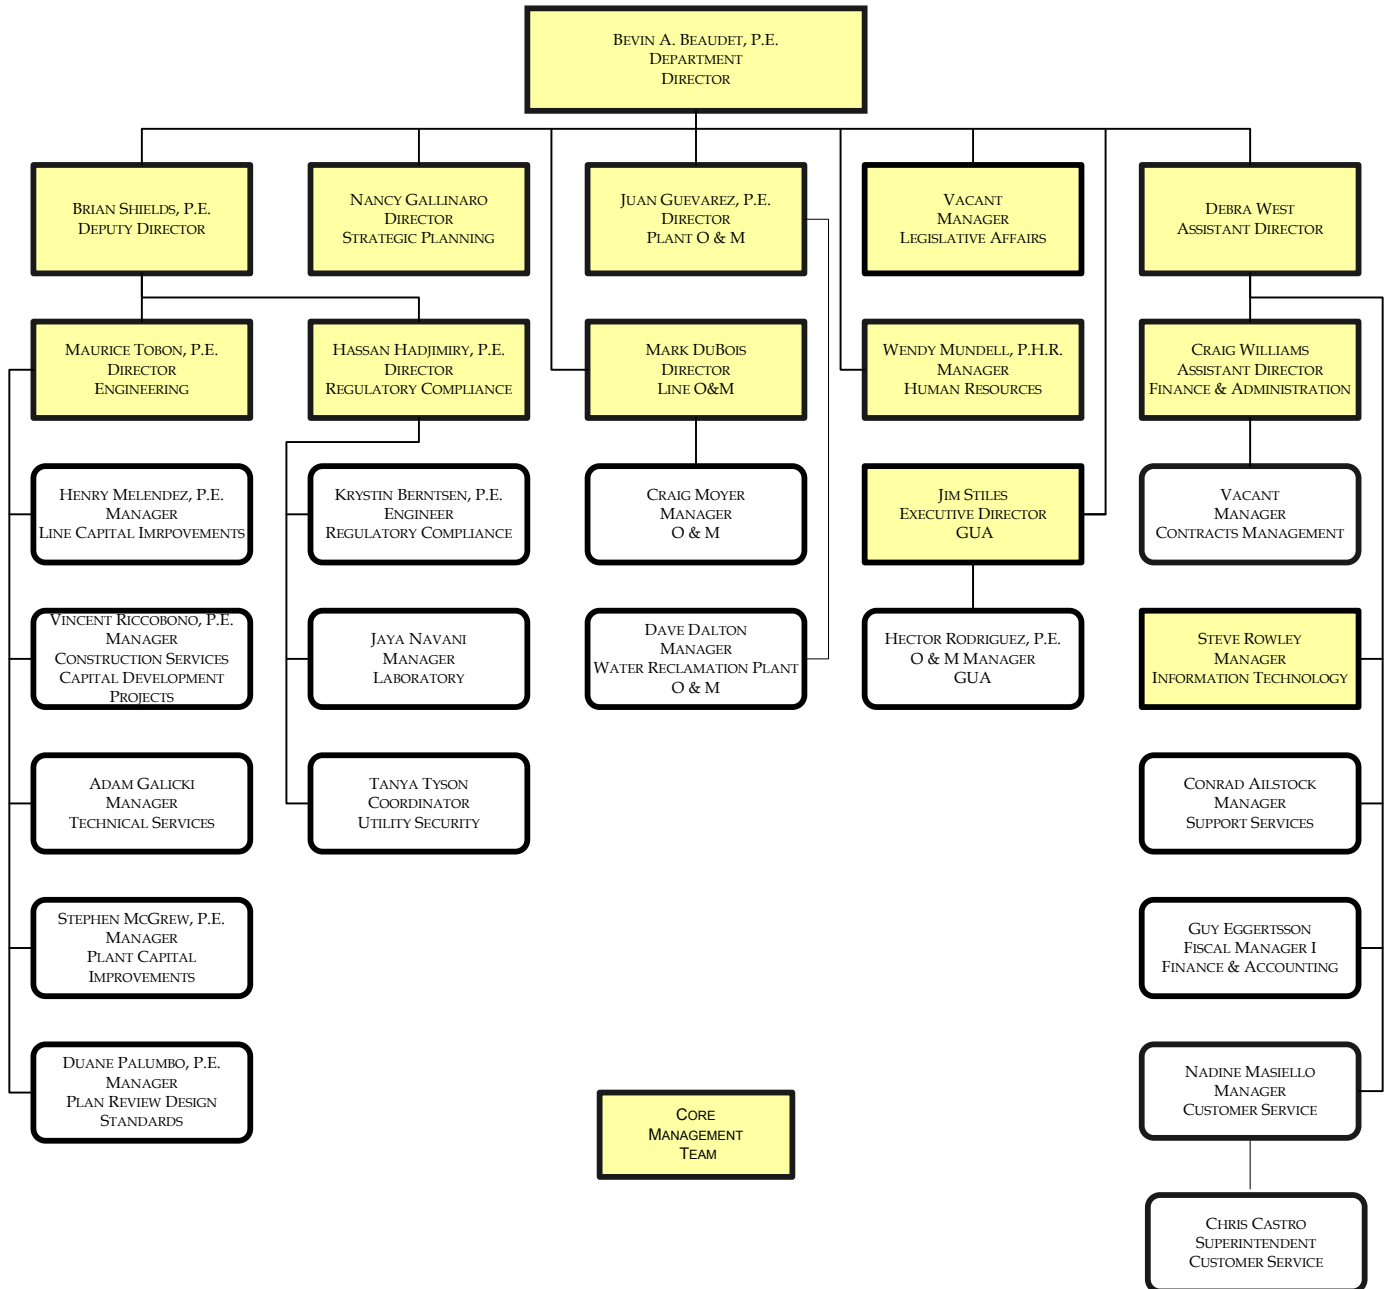 BEVIN A. BEAUDET, P.E.
DEPARTMENT
DIRECTOR
BRIAN SHIELDS, P.E.
DEPUTY DIRECTOR
NANCY GALLINARO
DIRECTOR
STRATEGIC PLANNING
JUAN GUEVAREZ, P.E.
DIRECTOR
PLANT O & M
VACANT
MANAGER
LEGISLATIVE AFFAIRS
DEBRA WEST
ASSISTANT DIRECTOR
MAURICE TOBON, P.E.
DIRECTOR
ENGINEERING
HASSAN HADJIMIRY, P.E.
DIRECTOR
REGULATORY COMPLIANCE
MARK DUBOIS
DIRECTOR
LINE O&M
WENDY MUNDELL, P.H.R.
MANAGER
HUMAN RESOURCES
CRAIG WILLIAMS
ASSISTANT DIRECTOR
FINANCE & ADMINISTRATION
HENRY MELENDEZ, P.E.
MANAGER
LINE CAPITAL IMRPOVEMENTS
KRYSTIN BERNTSEN, P.E.
ENGINEER
REGULATORY COMPLIANCE
CRAIG MOYER
MANAGER
O & M
JIM STILES
EXECUTIVE DIRECTOR
GUA
VACANT
MANAGER
CONTRACTS MANAGEMENT
VINCENT RICCOBONO, P.E.
MANAGER
CONSTRUCTION SERVICES
CAPITAL DEVELOPMENT
PROJECTS
JAYA NAVANI
MANAGER
LABORATORY
DAVE DALTON
MANAGER
WATER RECLAMATION PLANT
O & M
HECTOR RODRIGUEZ, P.E.
O & M MANAGER
GUA
STEVE ROWLEY
MANAGER
INFORMATION TECHNOLOGY
ADAM GALICKI
MANAGER
TECHNICAL SERVICES
TANYA TYSON
COORDINATOR
UTILITY SECURITY
CONRAD AILSTOCK
MANAGER
SUPPORT SERVICES
STEPHEN MCGREW, P.E.
MANAGER
PLANT CAPITAL
IMPROVEMENTS
GUY EGGERTSSON
FISCAL MANAGER I
FINANCE & ACCOUNTING
DUANE PALUMBO, P.E.
MANAGER
PLAN REVIEW DESIGN
STANDARDS
NADINE MASIELLO
MANAGER
CUSTOMER SERVICE
CORE
MANAGEMENT
TEAM
CHRIS CASTRO
SUPERINTENDENT
CUSTOMER SERVICE